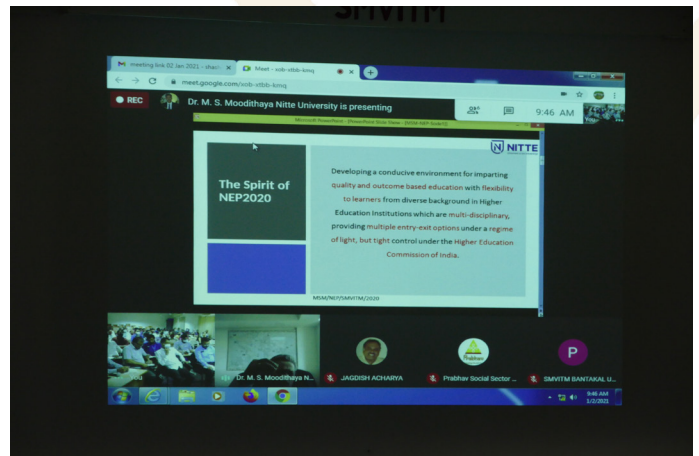 SMVITM
meeting link 02 Jan 2021 - shashi
Meet - xob-xtbb-kmq
meet.google.com/xob-xtbb-kmq
REC
Dr. M. S. Moodithaya Nitte University is presenting
9:46 AM
NITTE
The Spirit of
NEP2020
Developing a conducive environment for imparting
quality and outcome based education with flexibility
to learners from diverse background in Higher
Education Institutions which are multi-disciplinary,
providing multiple entry-exit options under a regime
of light, but tight control under the Higher Education
Commission of India.
MSM/NEP/SMVITM/2020
Dr. M. S. Moodithaya N...
JAGDISH ACHARYA
Prabhav
Prabhav Social Sector ...
P
SMVITM BANTAKAL U...
9:46 AM
1/2/2021